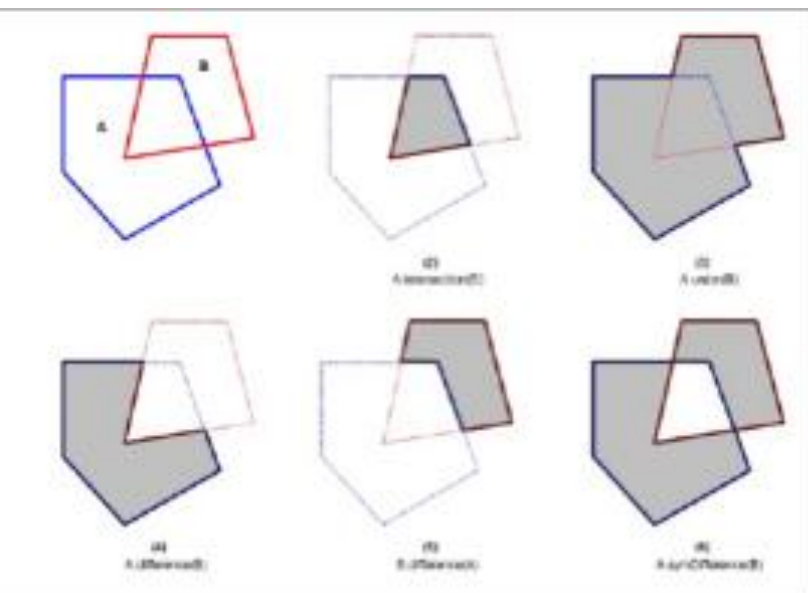 B
A
(2)
A.intersection(B)
(3)
A.union(B)
(4)
A.difference(B)
(5)
B.difference(A)
(6)
A.symDifference(B)